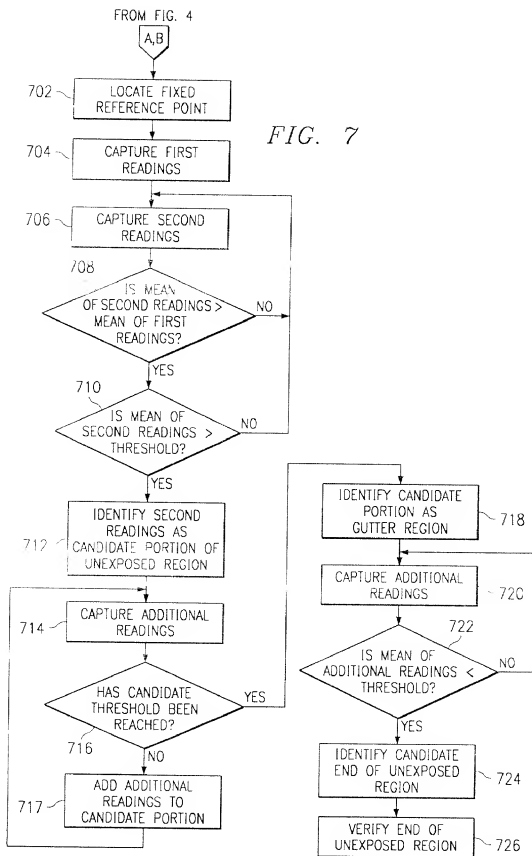 FROM FIG. 4
A,B
702
LOCATE FIXED
REFERENCE POINT
FIG. 7
704
CAPTURE FIRST
READINGS
706
CAPTURE SECOND
READINGS
708
IS MEAN
OF SECOND READINGS >
MEAN OF FIRST
READINGS?
NO
YES
710
IS MEAN OF
SECOND READINGS >
THRESHOLD?
NO
YES
712
IDENTIFY SECOND
READINGS AS
CANDIDATE PORTION OF
UNEXPOSED REGION
714
CAPTURE ADDITIONAL
READINGS
HAS CANDIDATE
THRESHOLD BEEN
REACHED?
716
YES
NO
717
ADD ADDITIONAL
READINGS TO
CANDIDATE PORTION
IDENTIFY CANDIDATE
PORTION AS
GUTTER REGION
718
CAPTURE ADDITIONAL
READINGS
720
722
IS MEAN OF
ADDITIONAL READINGS <
THRESHOLD?
NO
YES
IDENTIFY CANDIDATE
END OF UNEXPOSED
REGION
724
VERIFY END OF
UNEXPOSED REGION
726